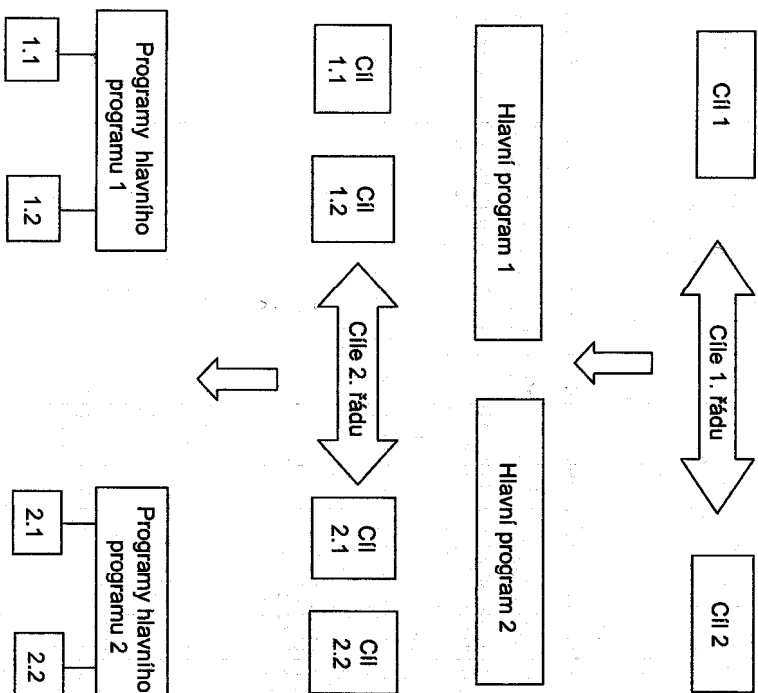 Cíl 1
Cíle 1. řádu
Cíl 2
Hlavní program 1
Hlavní program 2
Cíl
1.1
Cíl
1.2
Cíle 2. řádu
Cíl
2.1
Cíl
2.2
Programy hlavního
programu 1
Programy hlavního
programu 2
1.1
1.2
2.1
2.2